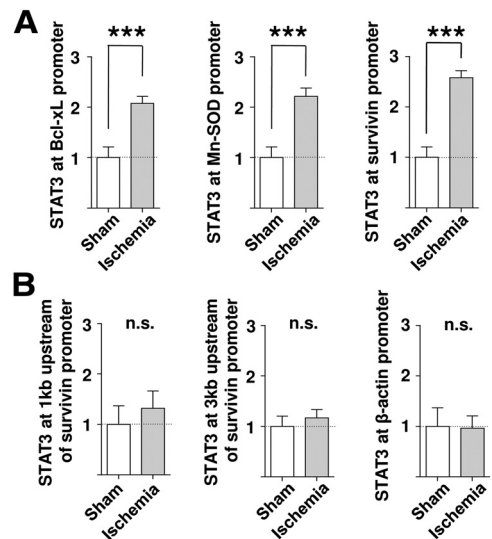 A
***
***
***
STAT3 at Bcl-xL promoter
3
2
1
Sham
Ischemia
STAT3 at Mn-SOD promoter
3
2
1
Sham
Ischemia
STAT3 at survivin promoter
3
2
1
Sham
Ischemia
B
n.s.
n.s.
n.s.
STAT3 at 1kb upstream
of survivin promoter
3
2
1
Sham
Ischemia
STAT3 at 3kb upstream
of survivin promoter
3
2
1
Sham
Ischemia
STAT3 at β-actin promoter
3
2
1
Sham
Ischemia